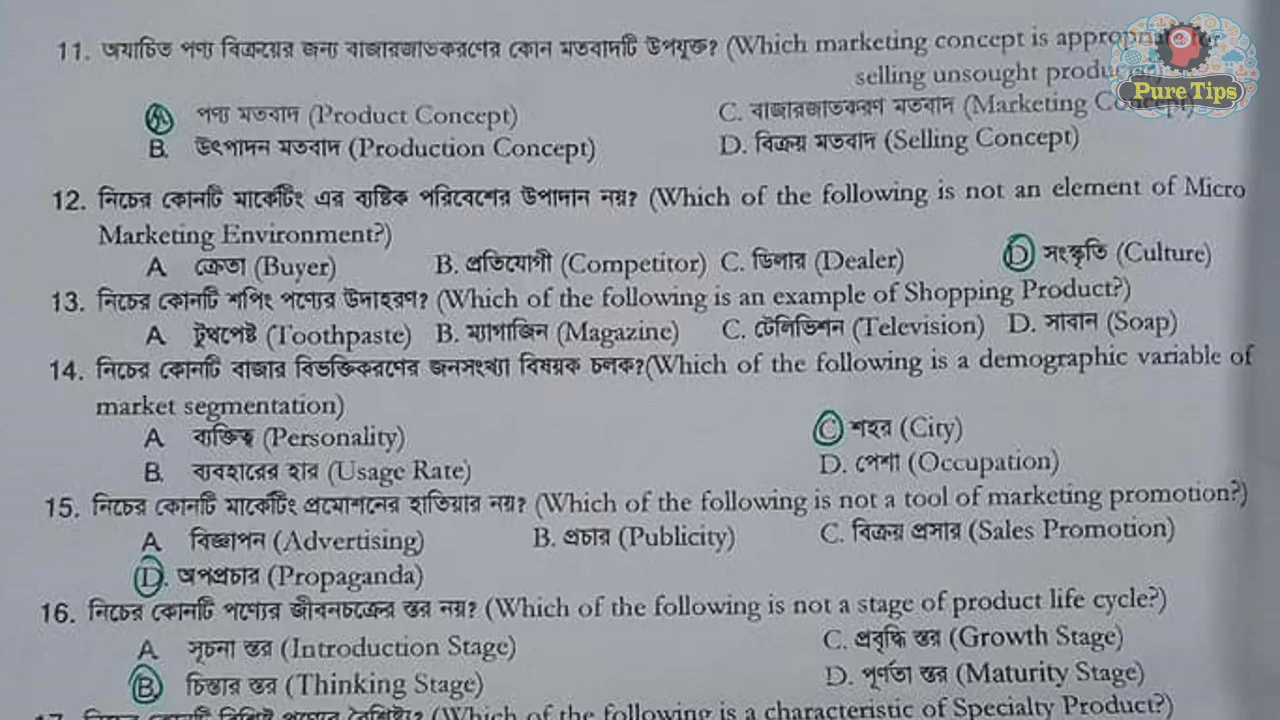 11. অযাচিত পণ্য বিক্রয়ের জন্য বাজারজাতকরণের কোন মতবাদটি উপযুক্ত? (Which marketing concept is
selling unsought
Pure Tips
A পণ্য মতবাদ (Product Concept) C. বাজারজাতকরণ মতবাদ (Marketing Concept)
B. উৎপাদন মতবাদ (Production Concept) D. বিক্রয় মতবাদ (Selling Concept)
12. নিচের কোনটি মার্কেটিং এর ব্যষ্টিক পরিবেশের উপাদান নয়? (Which of the following is not an element of Micro
Marketing Environment?)
A ক্রেতা (Buyer) B. প্রতিযোগী (Competitor) C. ডিলার (Dealer) D সংস্কৃতি (Culture)
13. নিচের কোনটি শপিং পণ্যের উদাহরণ? (Which of the following is an example of Shopping Product?)
A টুথপেষ্ট (Toothpaste) B. ম্যাগাজিন (Magazine) C. টেলিভিশন (Television) D. সাবান (Soap)
14. নিচের কোনটি বাজার বিভক্তিকরণের জনসংখ্যা বিষয়ক চলক?(Which of the following is a demographic variable of
market segmentation)
A ব্যক্তিত্ব (Personality) C শহর (City)
B. ব্যবহারের হার (Usage Rate) D. পেশা (Occupation)
15. নিচের কোনটি মার্কেটিং প্রমোশনের হাতিয়ার নয়? (Which of the following is not a tool of marketing promotion?)
A বিজ্ঞাপন (Advertising) B. প্রচার (Publicity) C. বিক্রয় প্রসার (Sales Promotion)
D. অপপ্রচার (Propaganda)
16. নিচের কোনটি পণ্যের জীবনচক্রের স্তর নয়? (Which of the following is not a stage of product life cycle?)
A সূচনা স্তর (Introduction Stage) C. প্রবৃদ্ধি স্তর (Growth Stage)
B. চিন্তার স্তর (Thinking Stage) D. পূর্ণতা স্তর (Maturity Stage)
(Which of the following is a characteristic of Specialty Product?)